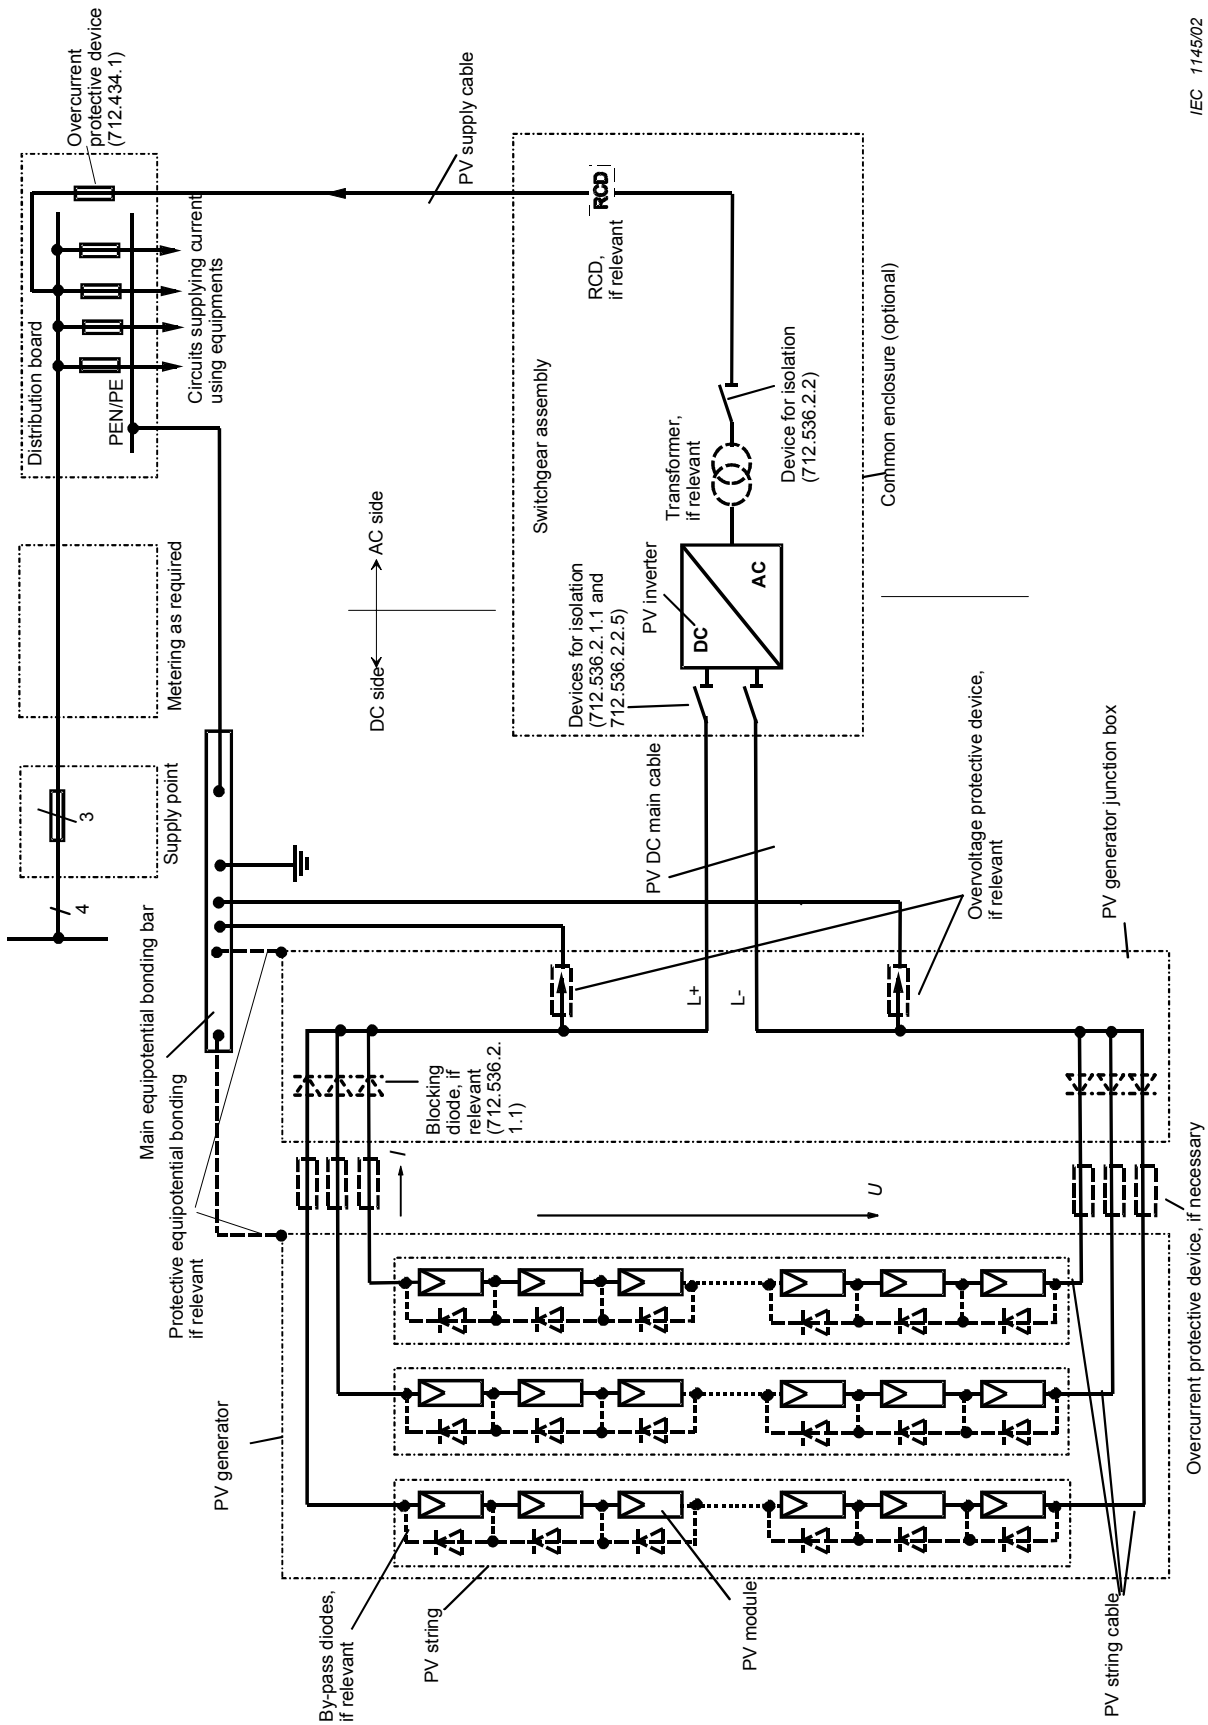 IEC 1145/02
Overcurrent
protective device
(712.434.1)
Distribution board
PEN/PE
Circuits supplying current
using equipments
PV supply cable
RCD
RCD,
if relevant
Switchgear assembly
Common enclosure (optional)
Device for isolation
(712.536.2.2)
Transformer,
if relevant
Metering as required
AC side
DC side
PV inverter
DC
AC
Devices for isolation
(712.536.2.1.1 and
712.536.2.2.5)
Supply point
3
4
PV DC main cable
Overvoltage protective device,
if relevant
PV generator junction box
L+
L-
Main equipotential bonding bar
Protective equipotential bonding
if relevant
Blocking
diode, if
relevant
(712.536.2.
1.1)
I
U
Overcurrent protective device, if necessary
PV generator
By-pass diodes,
if relevant
PV string
PV module
PV string cable